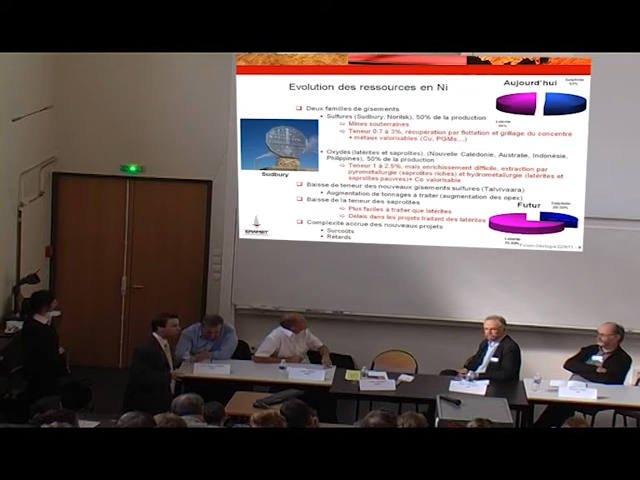 Evolution des ressources en Ni
Deux familles de gisements
Sulfures (Sudbury, Norilsk), 50% de la production
Mines souterraines
Teneur 0.7 à 3%, récupération par flottation et grillage du concentré
+ métaux valorisables (Cu, PGMs...)
Oxydes (latérites et saprolites), (Nouvelle Calédonie, Australie, Indonésie,
Philippines), 50% de la production
Teneur 1 à 2.5%, mais enrichissement difficile, extraction par
pyrométallurgie (saprolites riches) et hydrométallurgie (latérites et
saprolites pauvres)+ Co valorisable
Sudbury
Baisse de teneur des nouveaux gisements sulfures (Talvivaara)
Augmentation de tonnages à traiter (augmentation des opex)
Baisse de la teneur des saprolites
Plus faciles à traiter que latérites
Délais dans les projets traitant des latérites
Complexité accrue des nouveaux projets
Surcoûts
Retards
Aujourd'hui
Futur
ERAMET